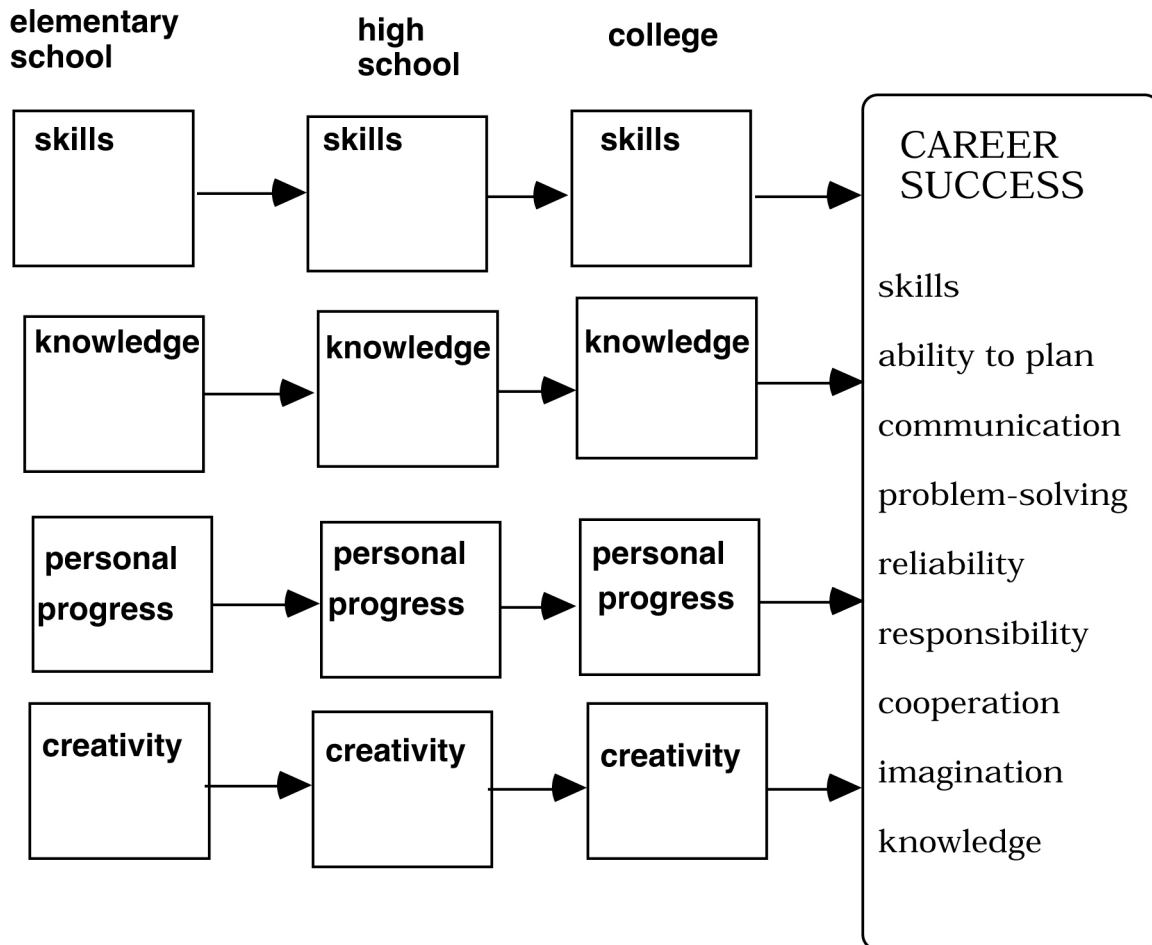 elementary
school
high
school
college
skills
skills
skills
knowledge
knowledge
knowledge
personal
progress
personal
progress
personal
progress
creativity
creativity
creativity
CAREER
SUCCESS
skills
ability to plan
communication
problem-solving
reliability
responsibility
cooperation
imagination
knowledge